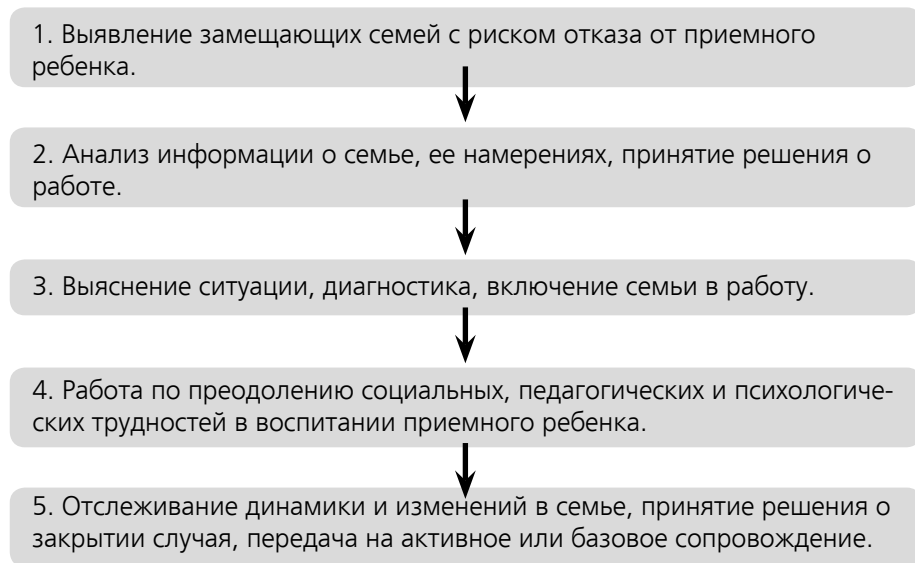 1. Выявление замещающих семей с риском отказа от приемного
ребенка.
2. Анализ информации о семье, ее намерениях, принятие решения о
работе.
3. Выяснение ситуации, диагностика, включение семьи в работу.
4. Работа по преодолению социальных, педагогических и психологиче-
ских трудностей в воспитании приемного ребенка.
5. Отслеживание динамики и изменений в семье, принятие решения о
закрытии случая, передача на активное или базовое сопровождение.